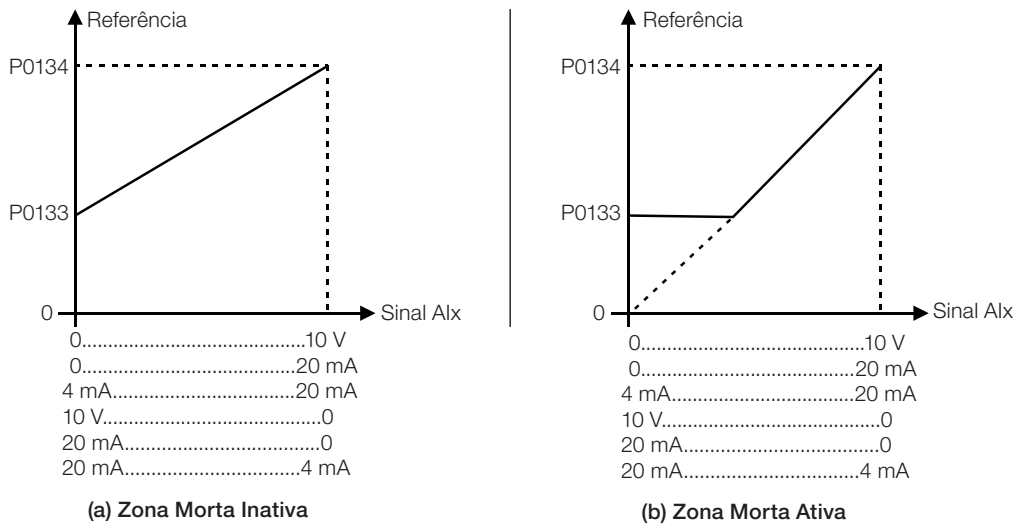 Referência
P0134
P0133
0
Sinal AIx
0.........................................10 V
0.......................................20 mA
4 mA...............................20 mA
10 V........................................0
20 mA.....................................0
20 mA...............................4 mA
(a) Zona Morta Inativa
Referência
P0134
P0133
0
Sinal AIx
0.........................................10 V
0.......................................20 mA
4 mA...............................20 mA
10 V........................................0
20 mA.....................................0
20 mA...............................4 mA
(b) Zona Morta Ativa